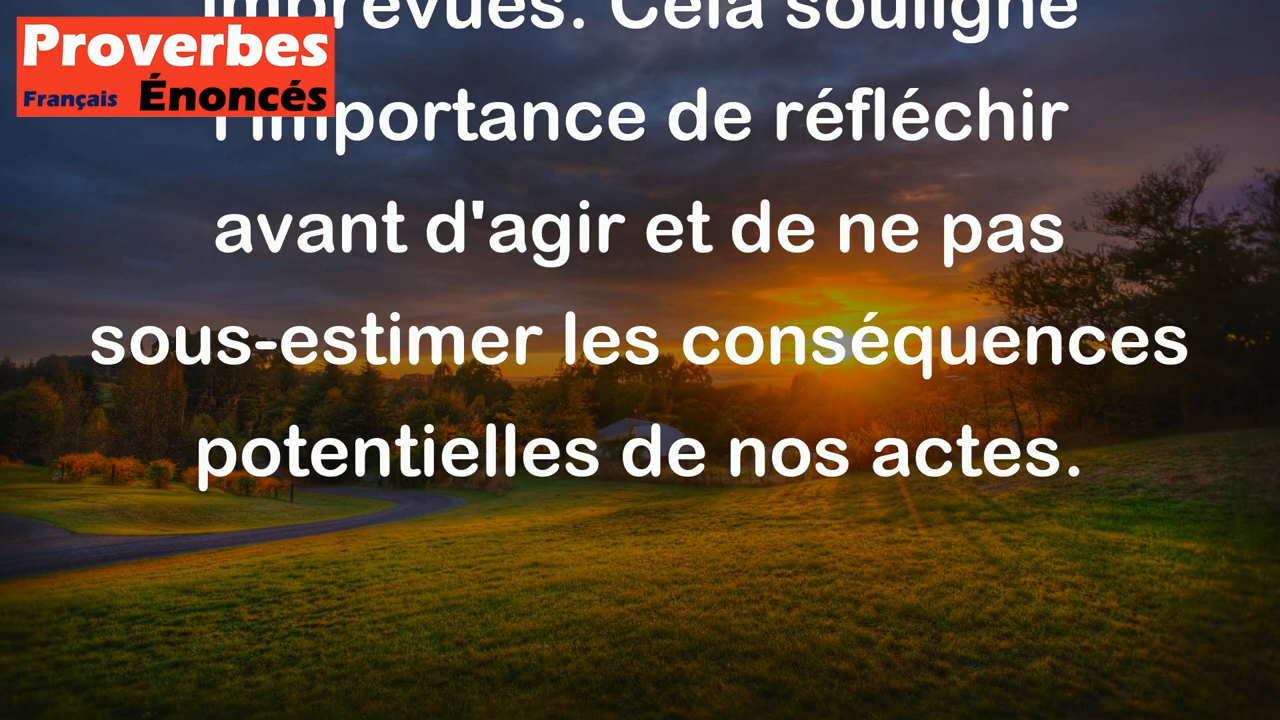 imprévues. Cela souligne
Proverbes
Français Énoncés
l'importance de réfléchir
avant d'agir et de ne pas
sous-estimer les conséquences
potentielles de nos actes.